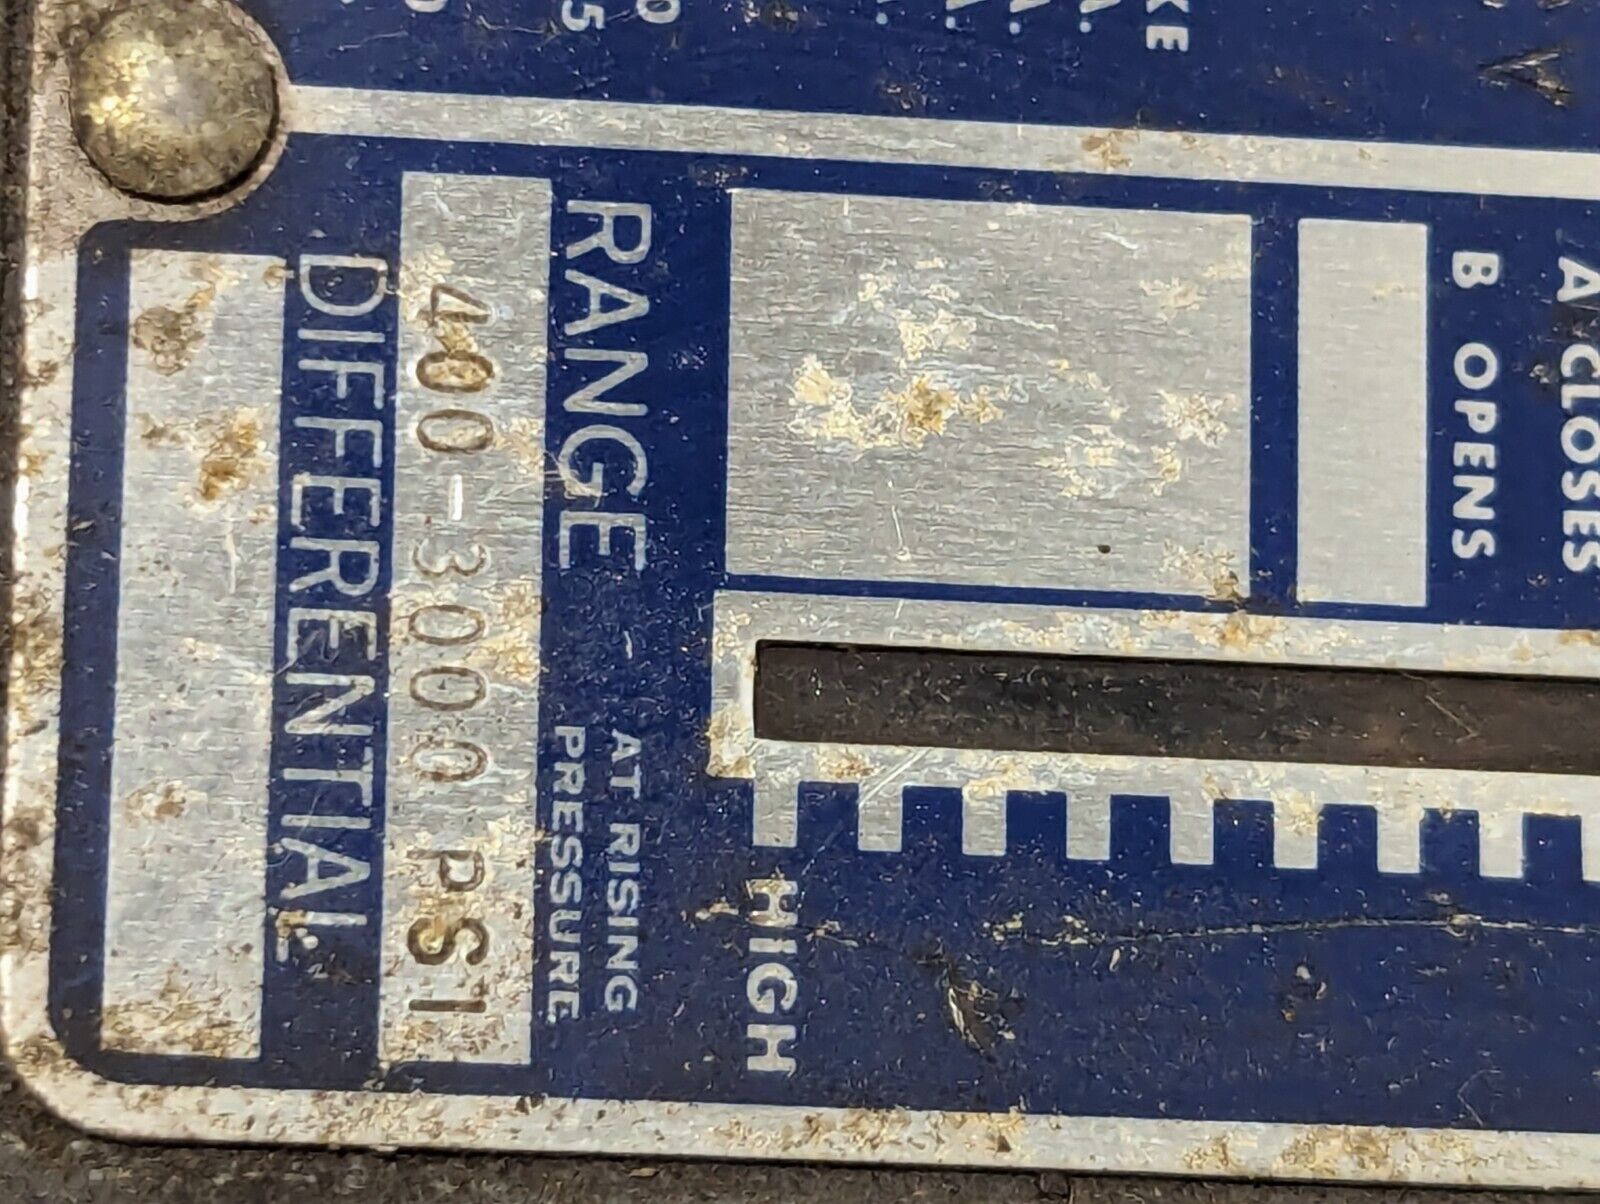 A CLOSES
B OPENS
HIGH
RANGE - AT RISING
PRESSURE
400-3000 PSI
DIFFERENTIAL